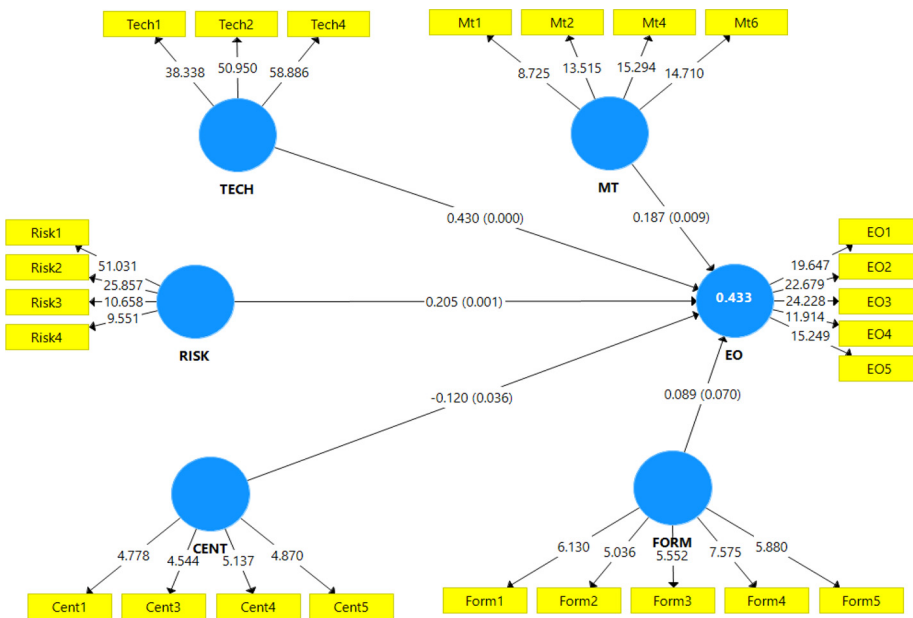 Tech1 Tech2 Tech4
Mt1 Mt2 Mt4 Mt6
38.338 50.950 58.886
8.725 13.515 15.294 14.710
TECH
MT
0.430 (0.000)
0.187 (0.009)
Risk1
Risk2
Risk3
Risk4
51.031
25.857
10.658
9.551
RISK
0.205 (0.001)
0.433
EO
19.647
22.679
24.228
11.914
15.249
EO1
EO2
EO3
EO4
EO5
-0.120 (0.036)
0.089 (0.070)
CENT
4.778 4.544 5.137 4.870
Cent1 Cent3 Cent4 Cent5
FORM
6.130 5.036 5.552 7.575 5.880
Form1 Form2 Form3 Form4 Form5